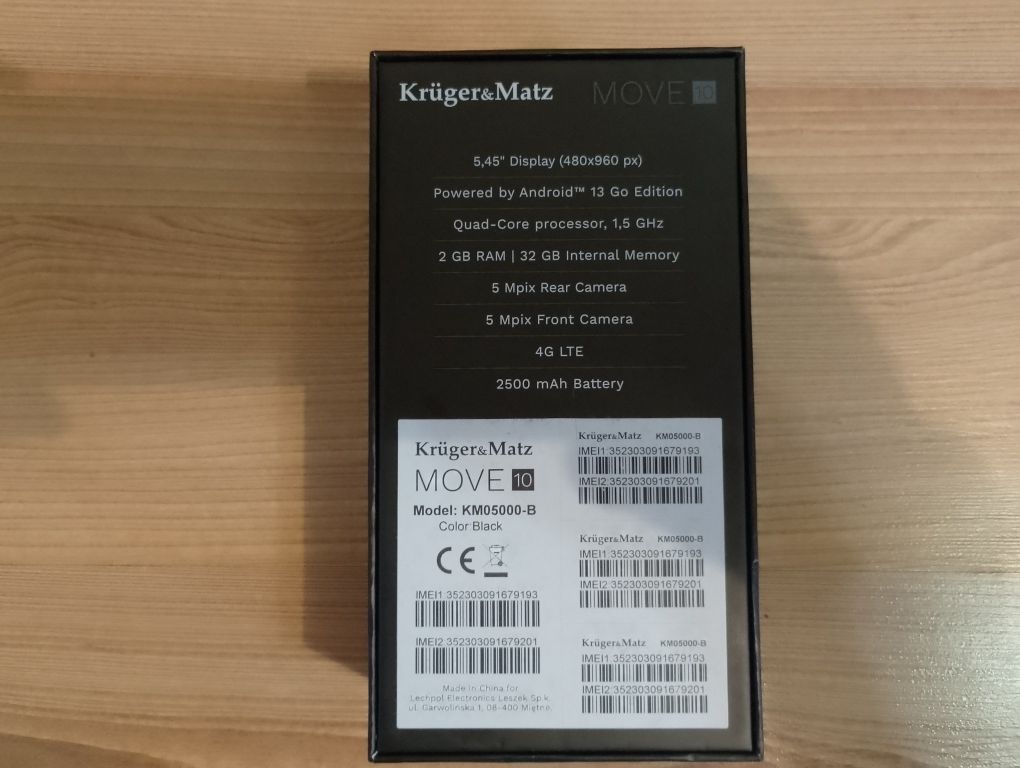 Krüger&Matz MOVE 10
5,45" Display (480x960 px)
Powered by Android™ 13 Go Edition
Quad-Core processor, 1,5 GHz
2 GB RAM | 32 GB Internal Memory
5 Mpix Rear Camera
5 Mpix Front Camera
4G LTE
2500 mAh Battery
Krüger&Matz
MOVE 10
Model: KM05000-B
Color:Black
CE
IMEI1:352303091679193
IMEI2:352303091679201
Made in China for
Lechpol Electronics Leszek Sp.k.
ul. Garwolińska 1, 08-400 Miętne.
Krüger&Matz KM05000-B
IMEI1:352303091679193
IMEI2:352303091679201
Krüger&Matz KM05000-B
IMEI1:352303091679193
IMEI2:352303091679201
Krüger&Matz KM05000-B
IMEI1:352303091679193
IMEI2:352303091679201